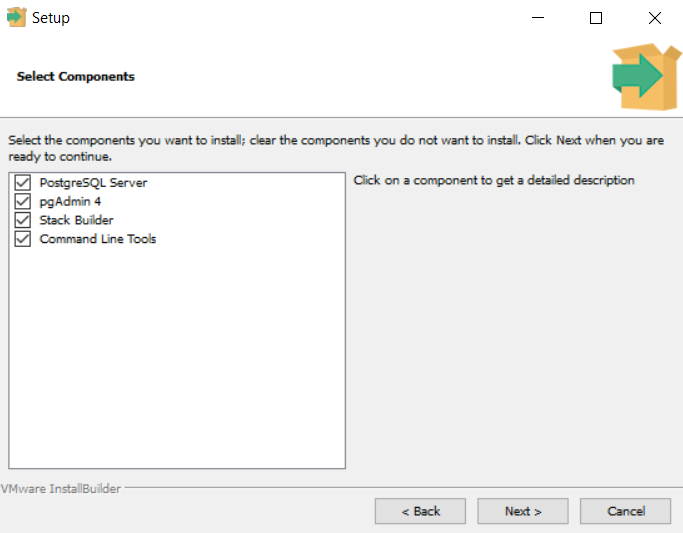 Setup
Select Components
Select the components you want to install; clear the components you do not want to install. Click Next when you are
ready to continue.
PostgreSQL Server
pgAdmin 4
Stack Builder
Command Line Tools
Click on a component to get a detailed description
VMware InstallBuilder
< Back
Next >
Cancel